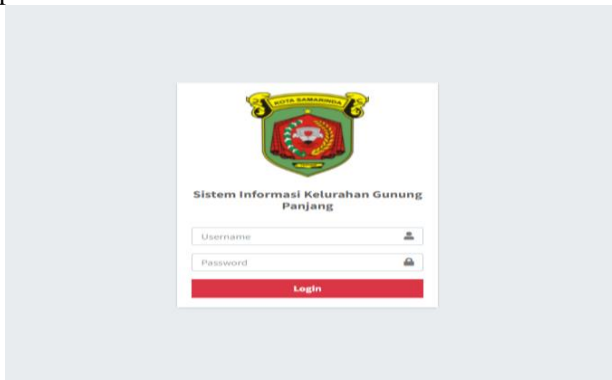 KOTA SAMARINDA
Sistem Informasi Kelurahan Gunung
Panjang
Username
Password
Login